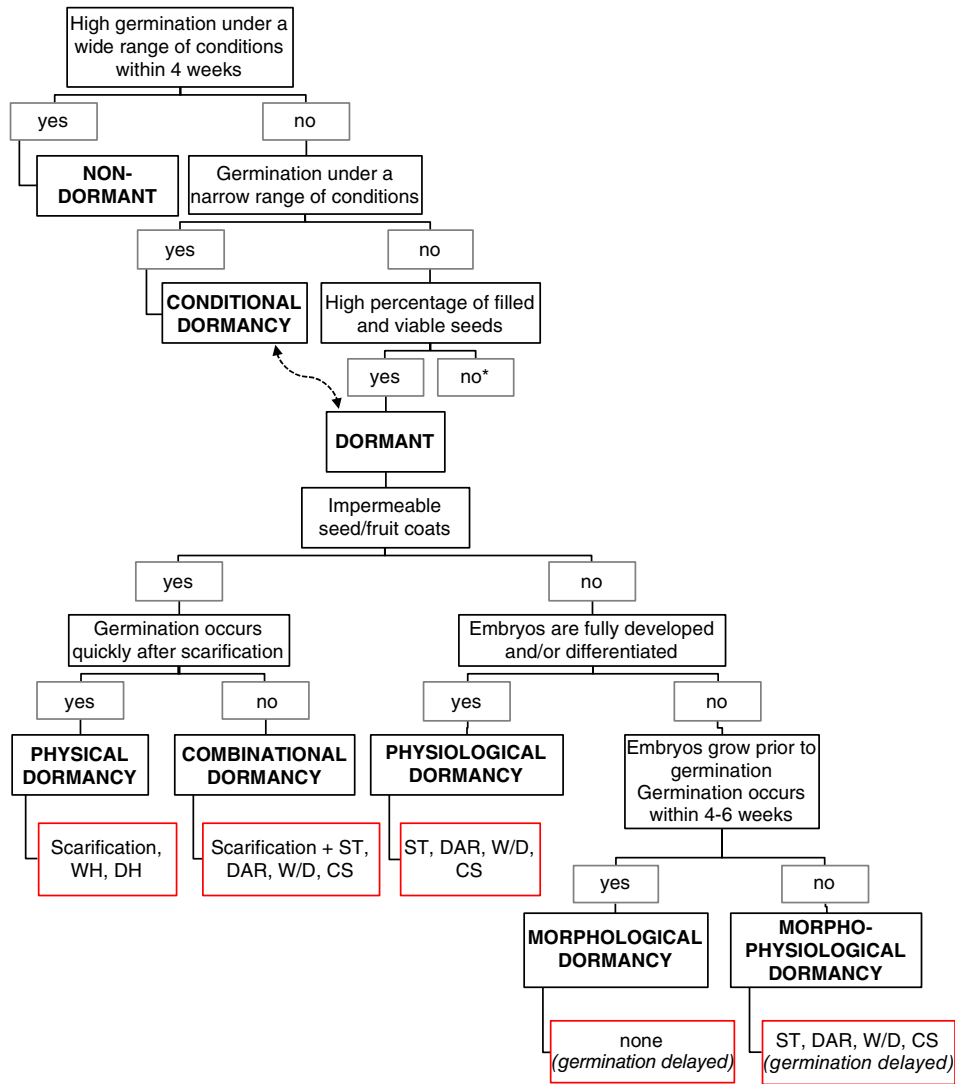 High germination under a
wide range of conditions
within 4 weeks
yes
no
NON-
DORMANT
Germination under a
narrow range of conditions
yes
no
CONDITIONAL
DORMANCY
High percentage of filled
and viable seeds
yes
no*
DORMANT
Impermeable
seed/fruit coats
yes
no
Germination occurs
quickly after scarification
Embryos are fully developed
and/or differentiated
yes
no
yes
no
PHYSICAL
DORMANCY
COMBINATIONAL
DORMANCY
PHYSIOLOGICAL
DORMANCY
Embryos grow prior to
germination
Germination occurs
within 4-6 weeks
Scarification,
WH, DH
Scarification + ST,
DAR, W/D, CS
ST, DAR, W/D,
CS
yes
no
MORPHOLOGICAL
DORMANCY
MORPHO-
PHYSIOLOGICAL
DORMANCY
none
(germination delayed)
ST, DAR, W/D, CS
(germination delayed)